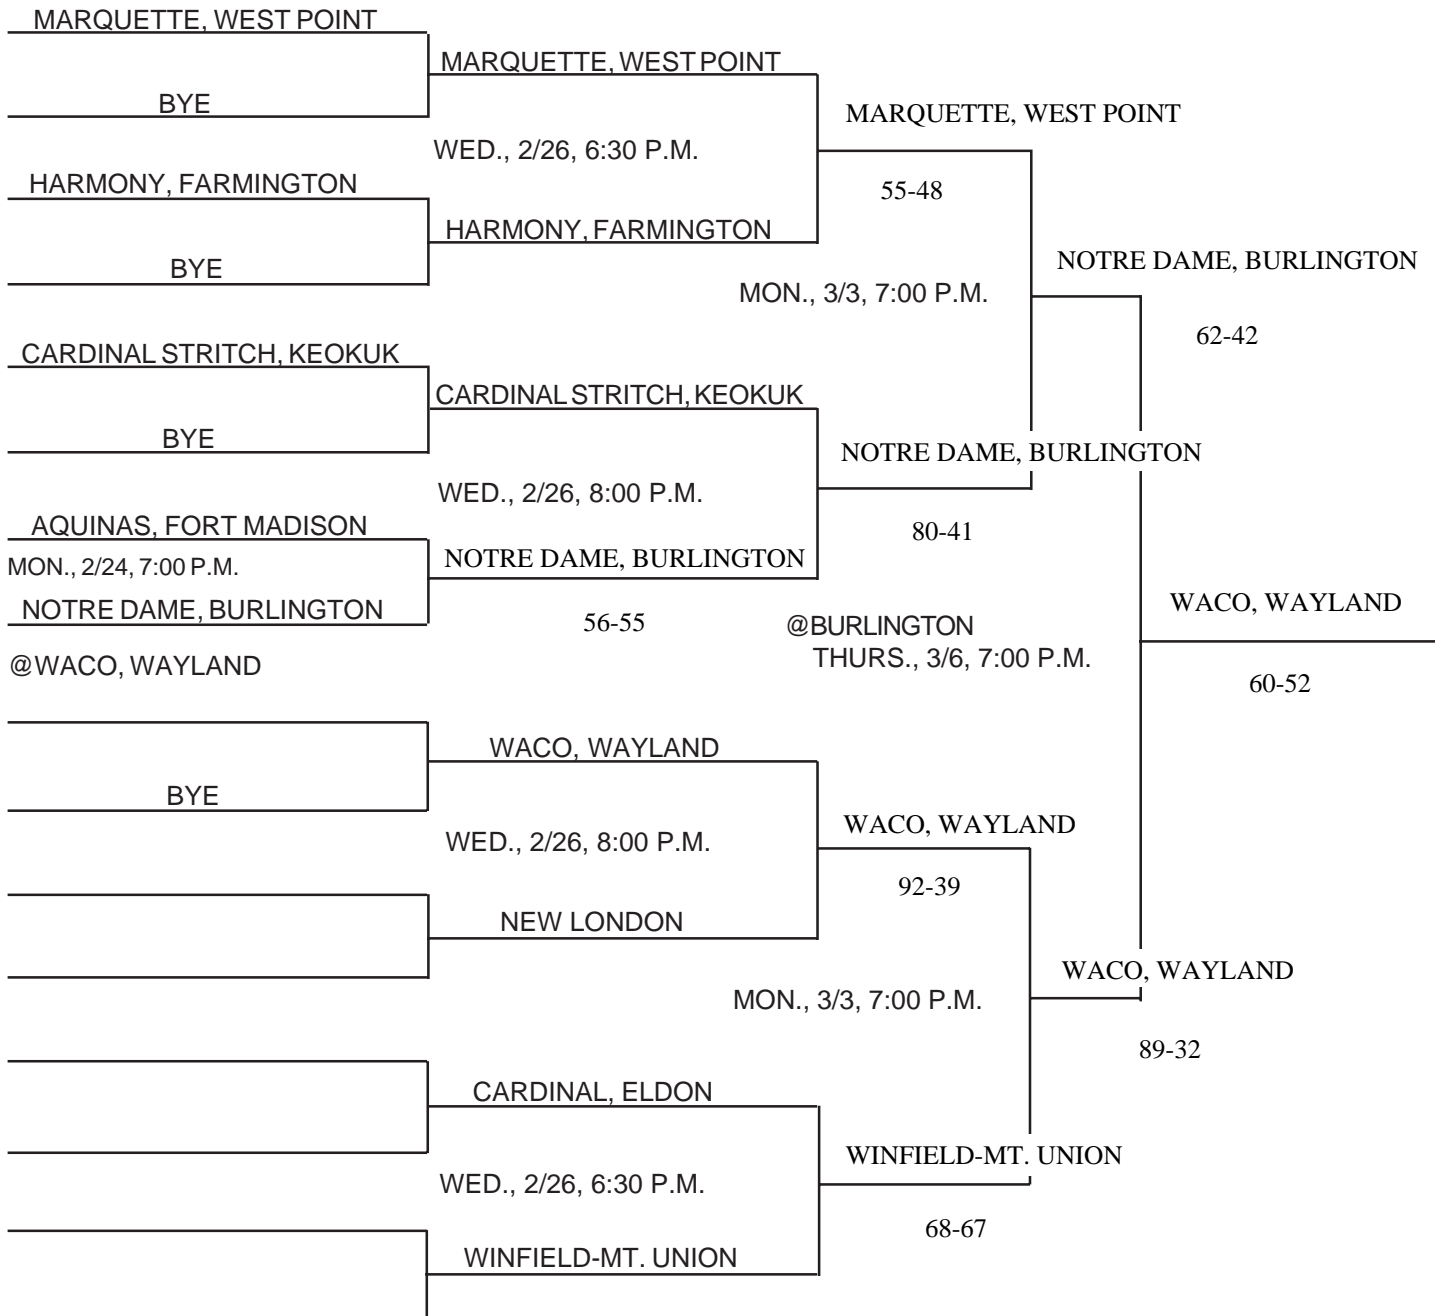 MARQUETTE, WEST POINT
MARQUETTE, WEST POINT
BYE
MARQUETTE, WEST POINT
WED., 2/26, 6:30 P.M.
HARMONY, FARMINGTON
55-48
HARMONY, FARMINGTON
BYE
NOTRE DAME, BURLINGTON
MON., 3/3, 7:00 P.M.
62-42
CARDINAL STRITCH, KEOKUK
CARDINAL STRITCH, KEOKUK
BYE
NOTRE DAME, BURLINGTON
WED., 2/26, 8:00 P.M.
AQUINAS, FORT MADISON
80-41
MON., 2/24, 7:00 P.M.
NOTRE DAME, BURLINGTON
NOTRE DAME, BURLINGTON
56-55
@BURLINGTON
WACO, WAYLAND
THURS., 3/6, 7:00 P.M.
@WACO, WAYLAND
60-52
WACO, WAYLAND
BYE
WACO, WAYLAND
WED., 2/26, 8:00 P.M.
92-39
NEW LONDON
WACO, WAYLAND
MON., 3/3, 7:00 P.M.
89-32
CARDINAL, ELDON
WINFIELD-MT. UNION
WED., 2/26, 6:30 P.M.
68-67
WINFIELD-MT. UNION